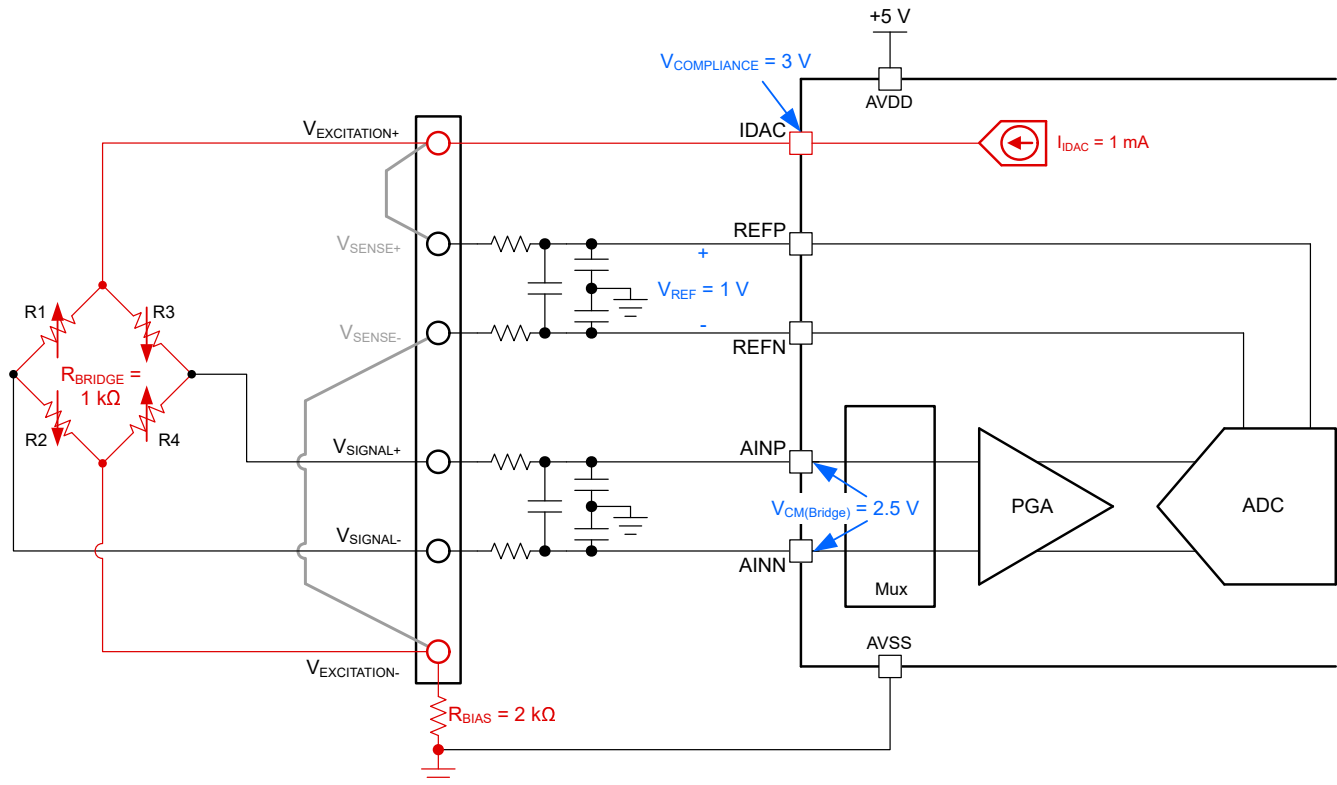 +5 V
V_COMPLIANCE = 3 V
AVDD
V_EXCITATION+
IDAC
I_IDAC = 1 mA
V_SENSE+
REFP
+
V_REF = 1 V
R1
R3
V_SENSE-
-
REFN
R_BRIDGE =
1 kΩ
R2
R4
V_SIGNAL+
AINP
V_CM(Bridge) = 2.5 V
PGA
ADC
V_SIGNAL-
AINN
Mux
AVSS
V_EXCITATION-
R_BIAS = 2 kΩ